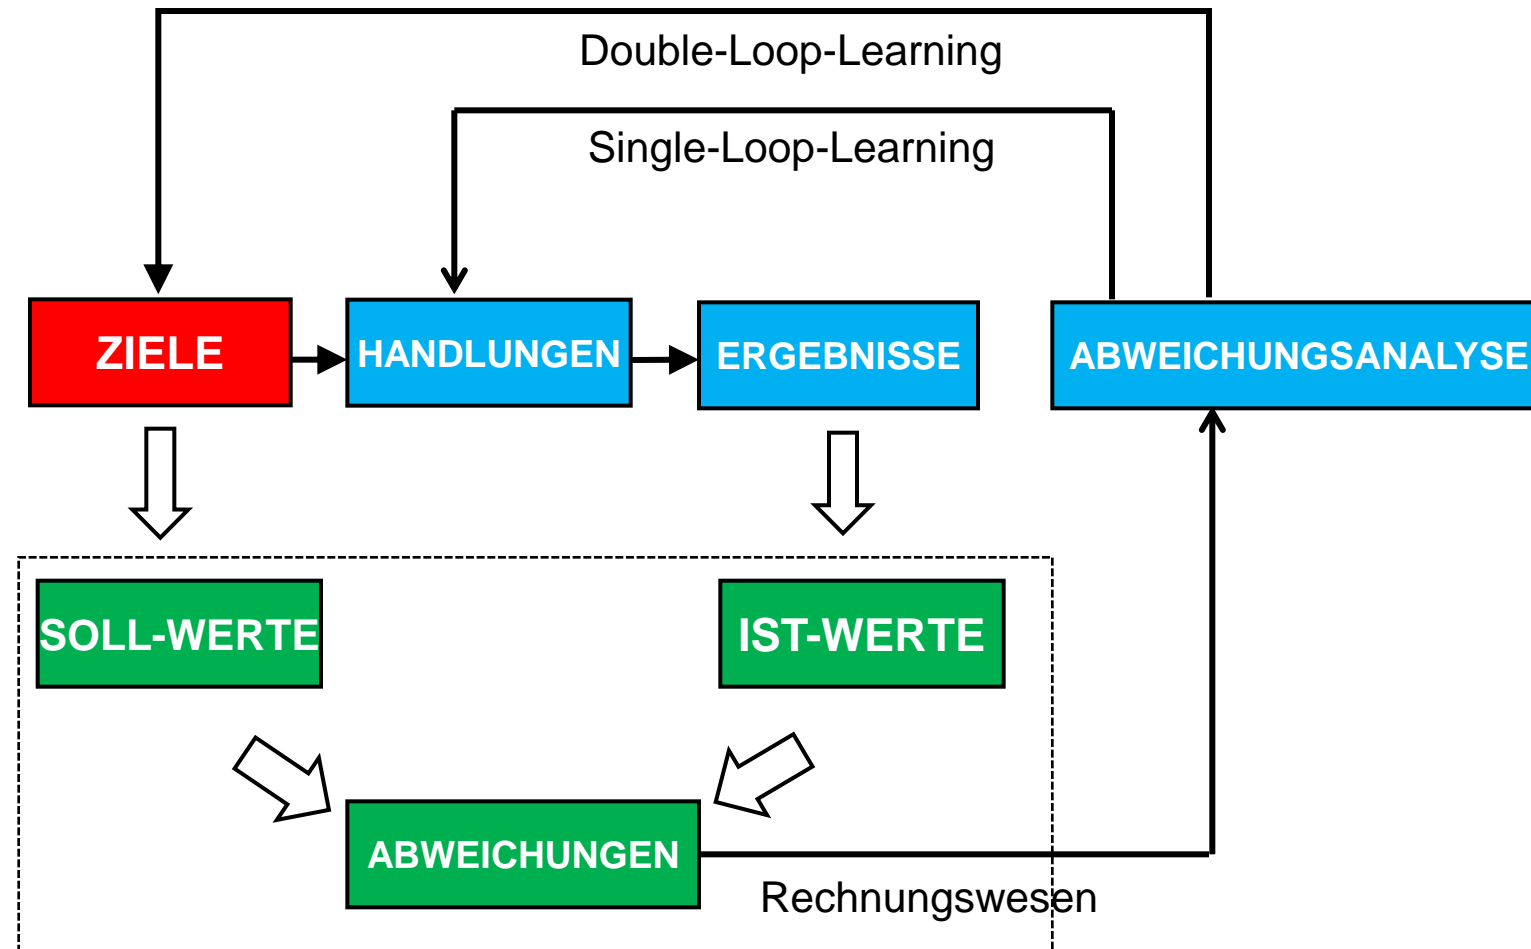 Double-Loop-Learning
Single-Loop-Learning
ZIELE
HANDLUNGEN
ERGEBNISSE
ABWEICHUNGSANALYSE
SOLL-WERTE
IST-WERTE
ABWEICHUNGEN
Rechnungswesen